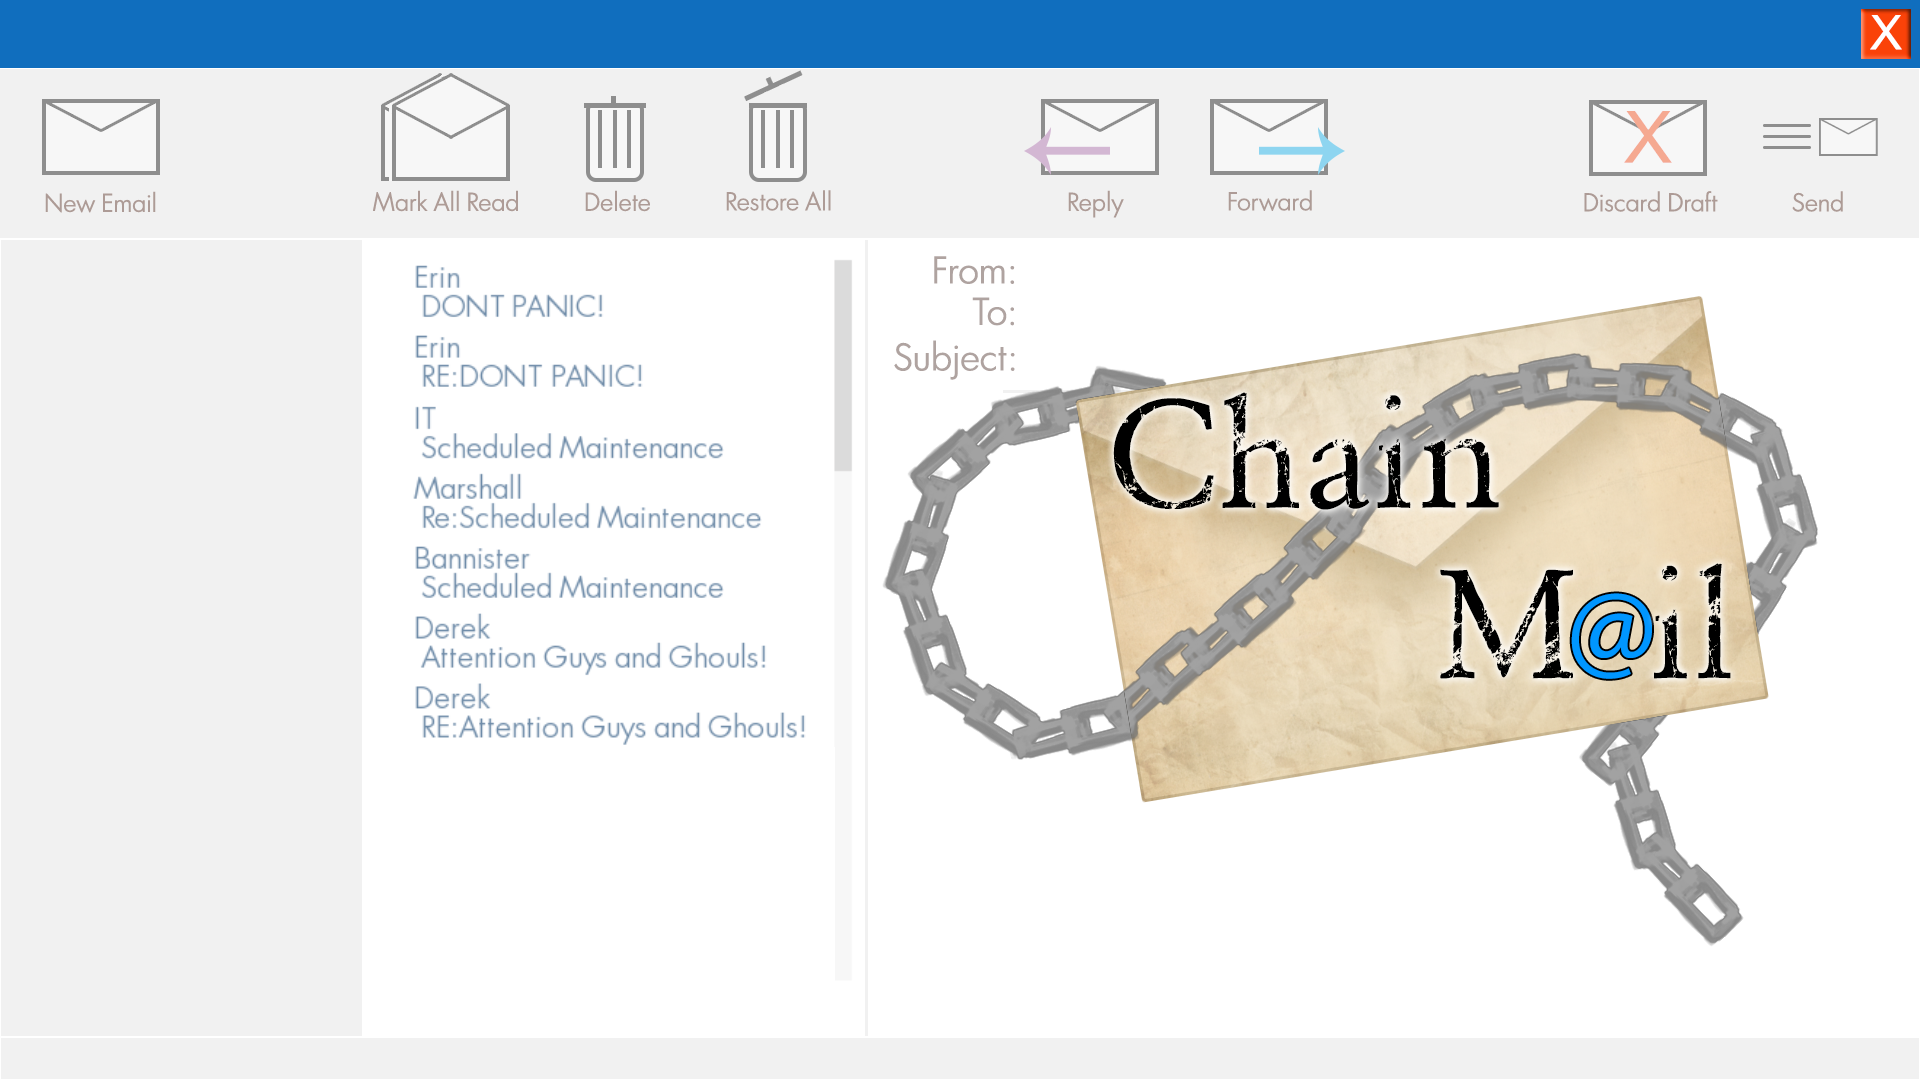 X
New Email
Mark All Read
Delete
Restore All
Reply
Forward
X
Discard Draft
Send
Erin
DONT PANIC!
Erin
RE:DONT PANIC!
IT
Scheduled Maintenance
Marshall
Re:Scheduled Maintenance
Bannister
Scheduled Maintenance
Derek
Attention Guys and Ghouls!
Derek
RE:Attention Guys and Ghouls!
From:
To:
Subject:
Chain
M@il